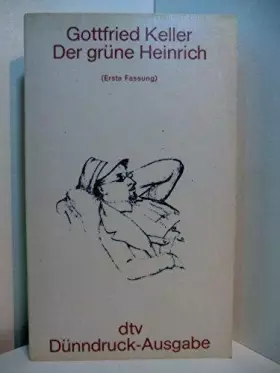 Gottfried Keller
Der grüne Heinrich
(Erste Fassung)
dtv
Dünndruck-Ausgabe